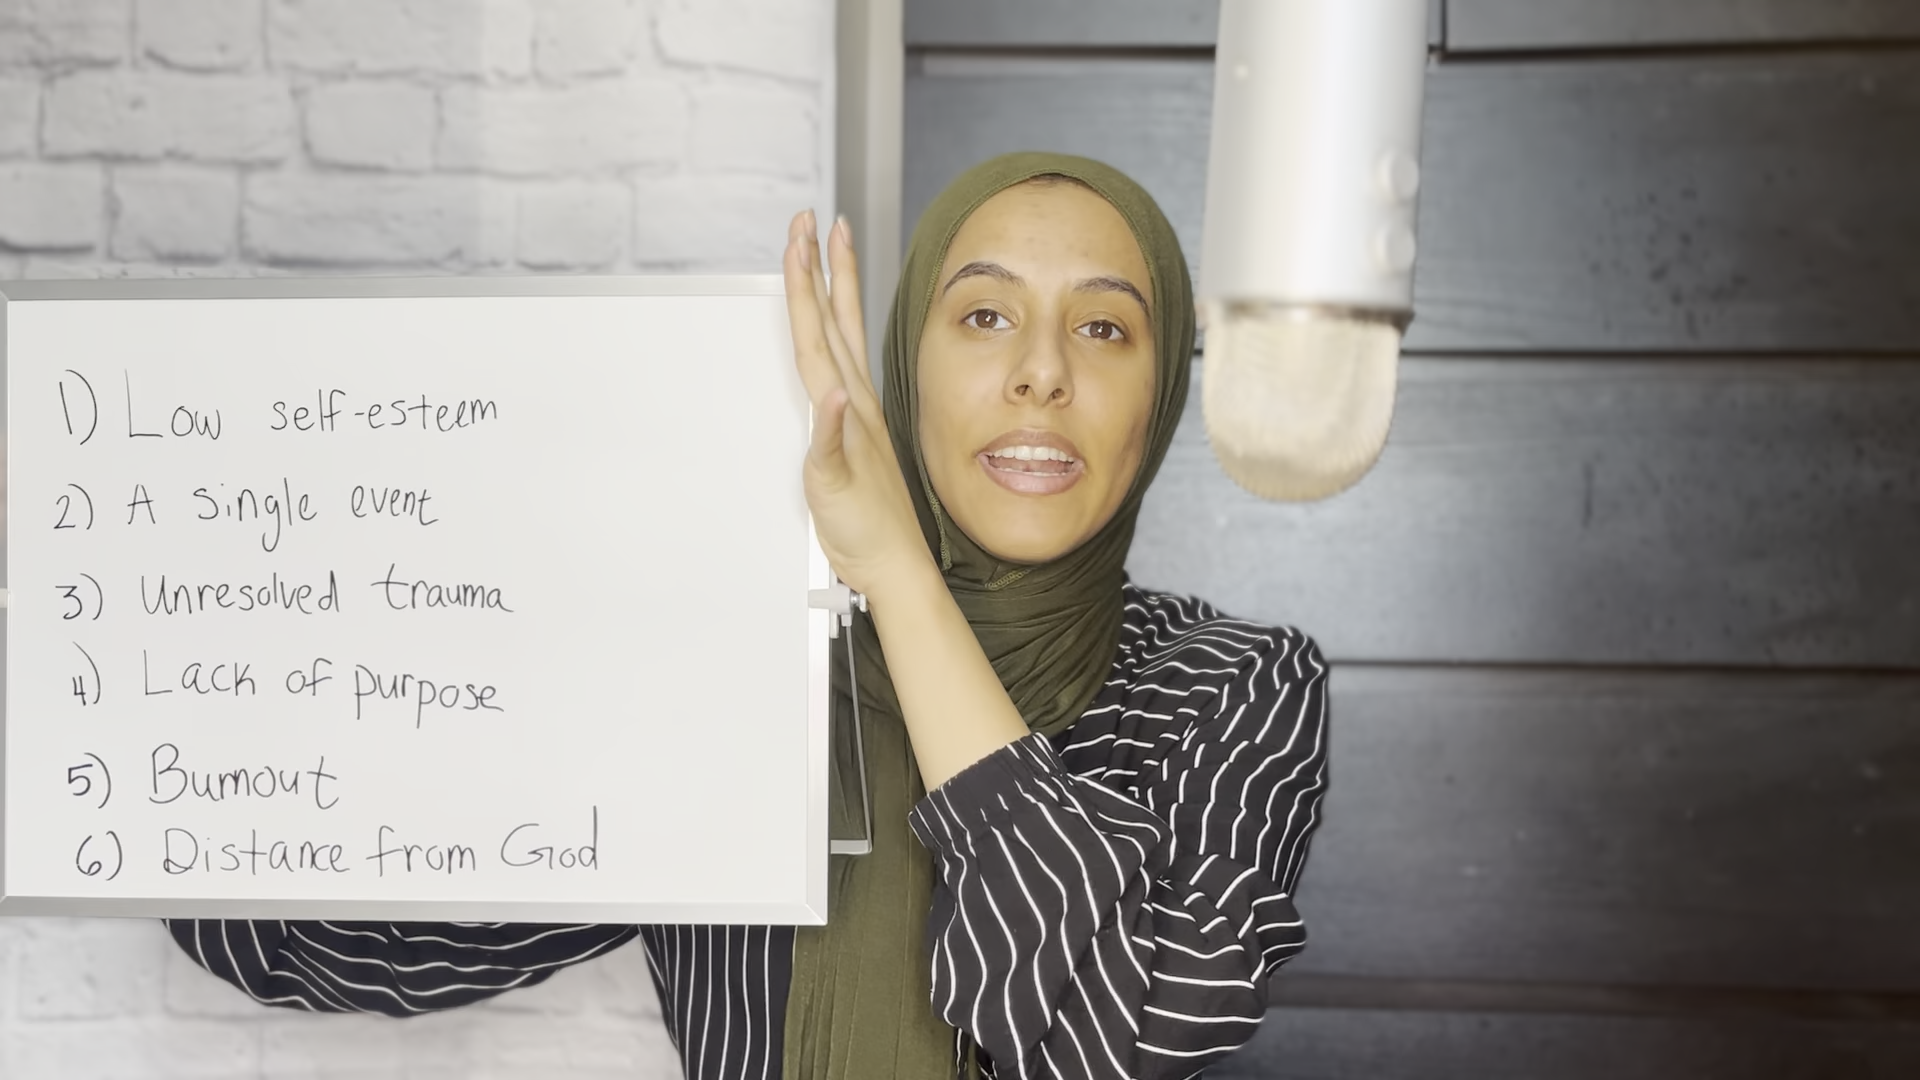 1) Low self-esteem
2) A single event
3) Unresolved trauma
4) Lack of purpose
5) Burnout
6) Distance from God